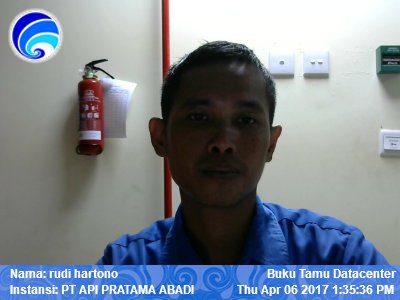 Nama: rudi hartono
Buku Tamu Datacenter
Instansi: PT API PRATAMA ABADI
Thu Apr 06 2017 1:35:36 PM